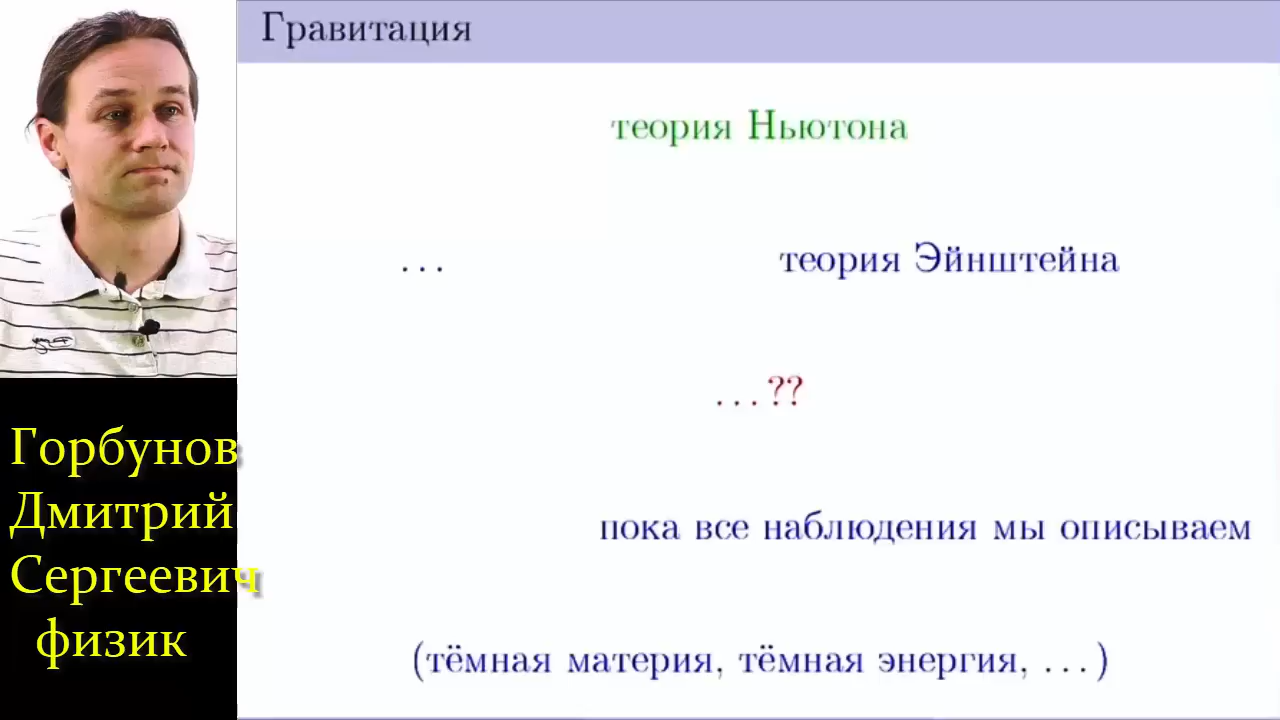 Гравитация
теория Ньютона
... теория Эйнштейна
...??
пока все наблюдения мы описываем
(тёмная материя, тёмная энергия, ...)
Горбунов
Дмитрий
Сергеевич
физик